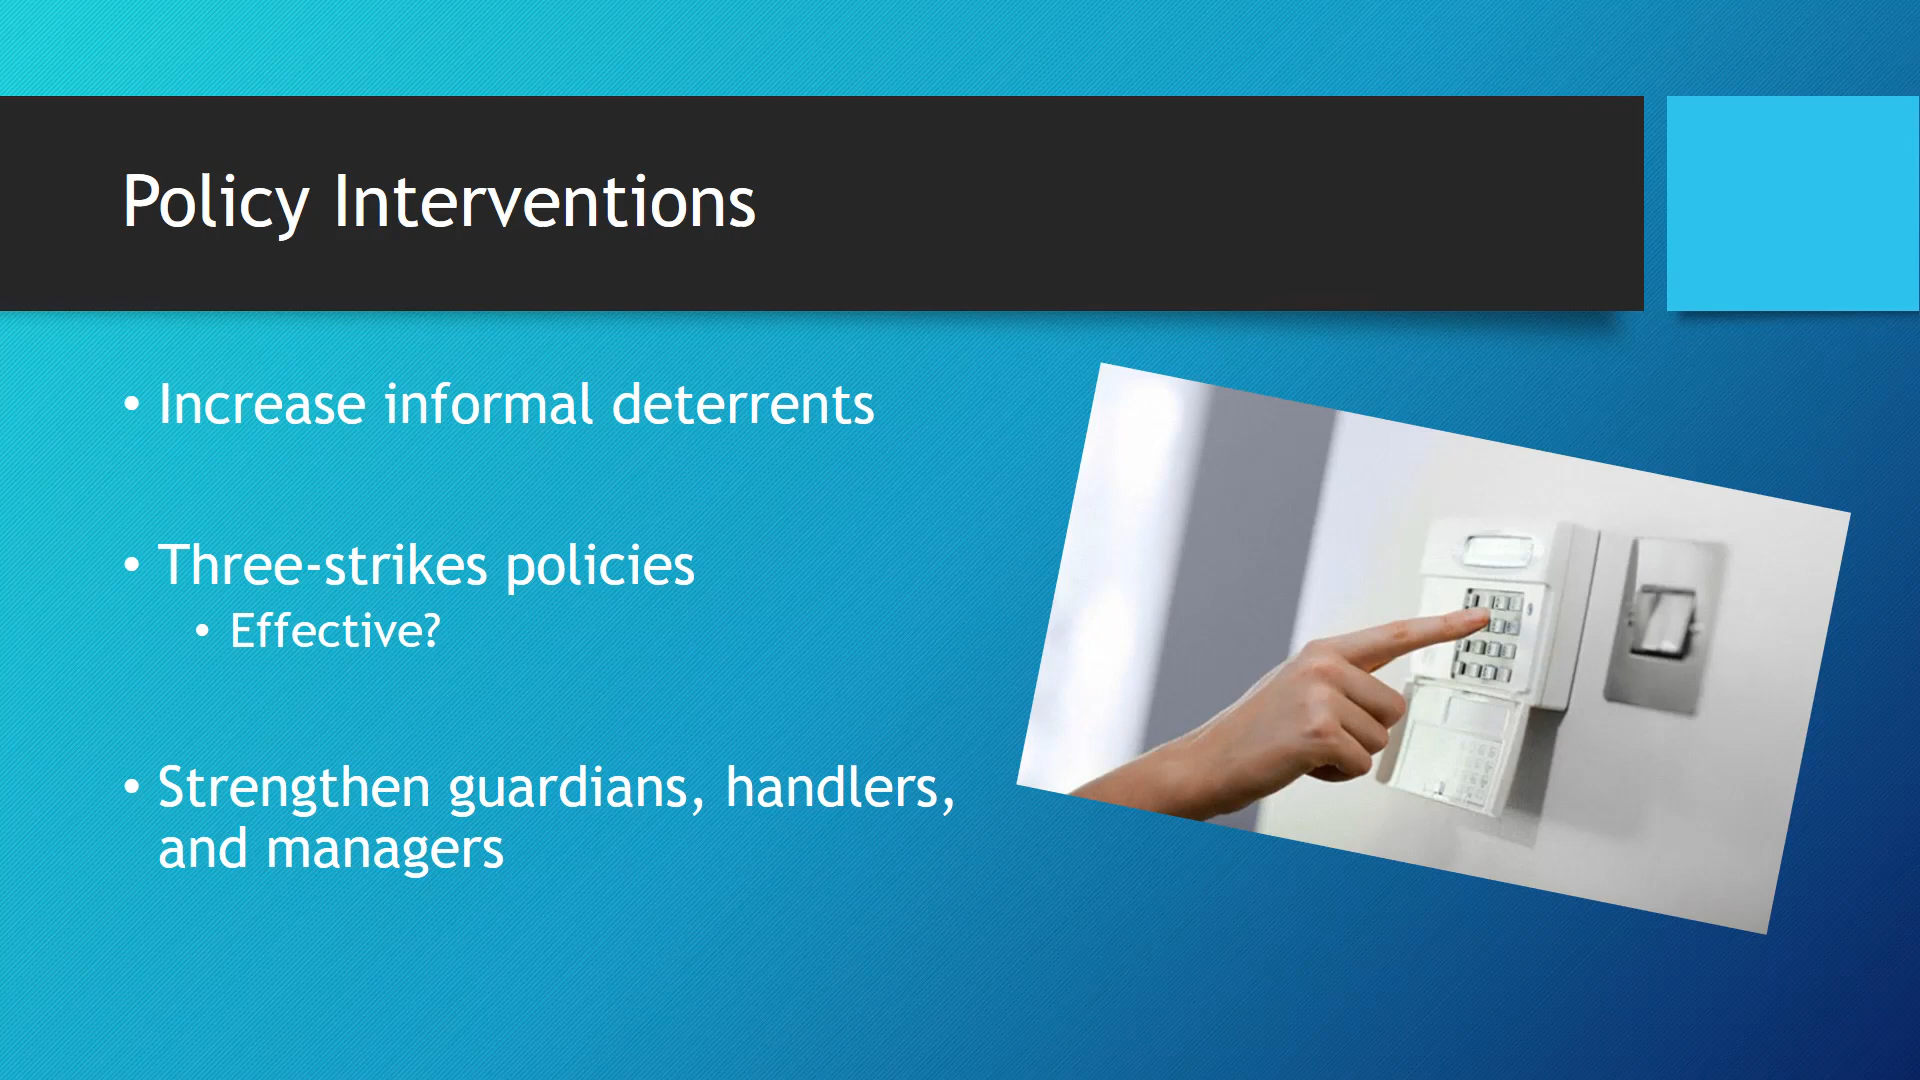 Policy Interventions
• Increase informal deterrents
• Three-strikes policies
• Effective?
• Strengthen guardians, handlers,
and managers